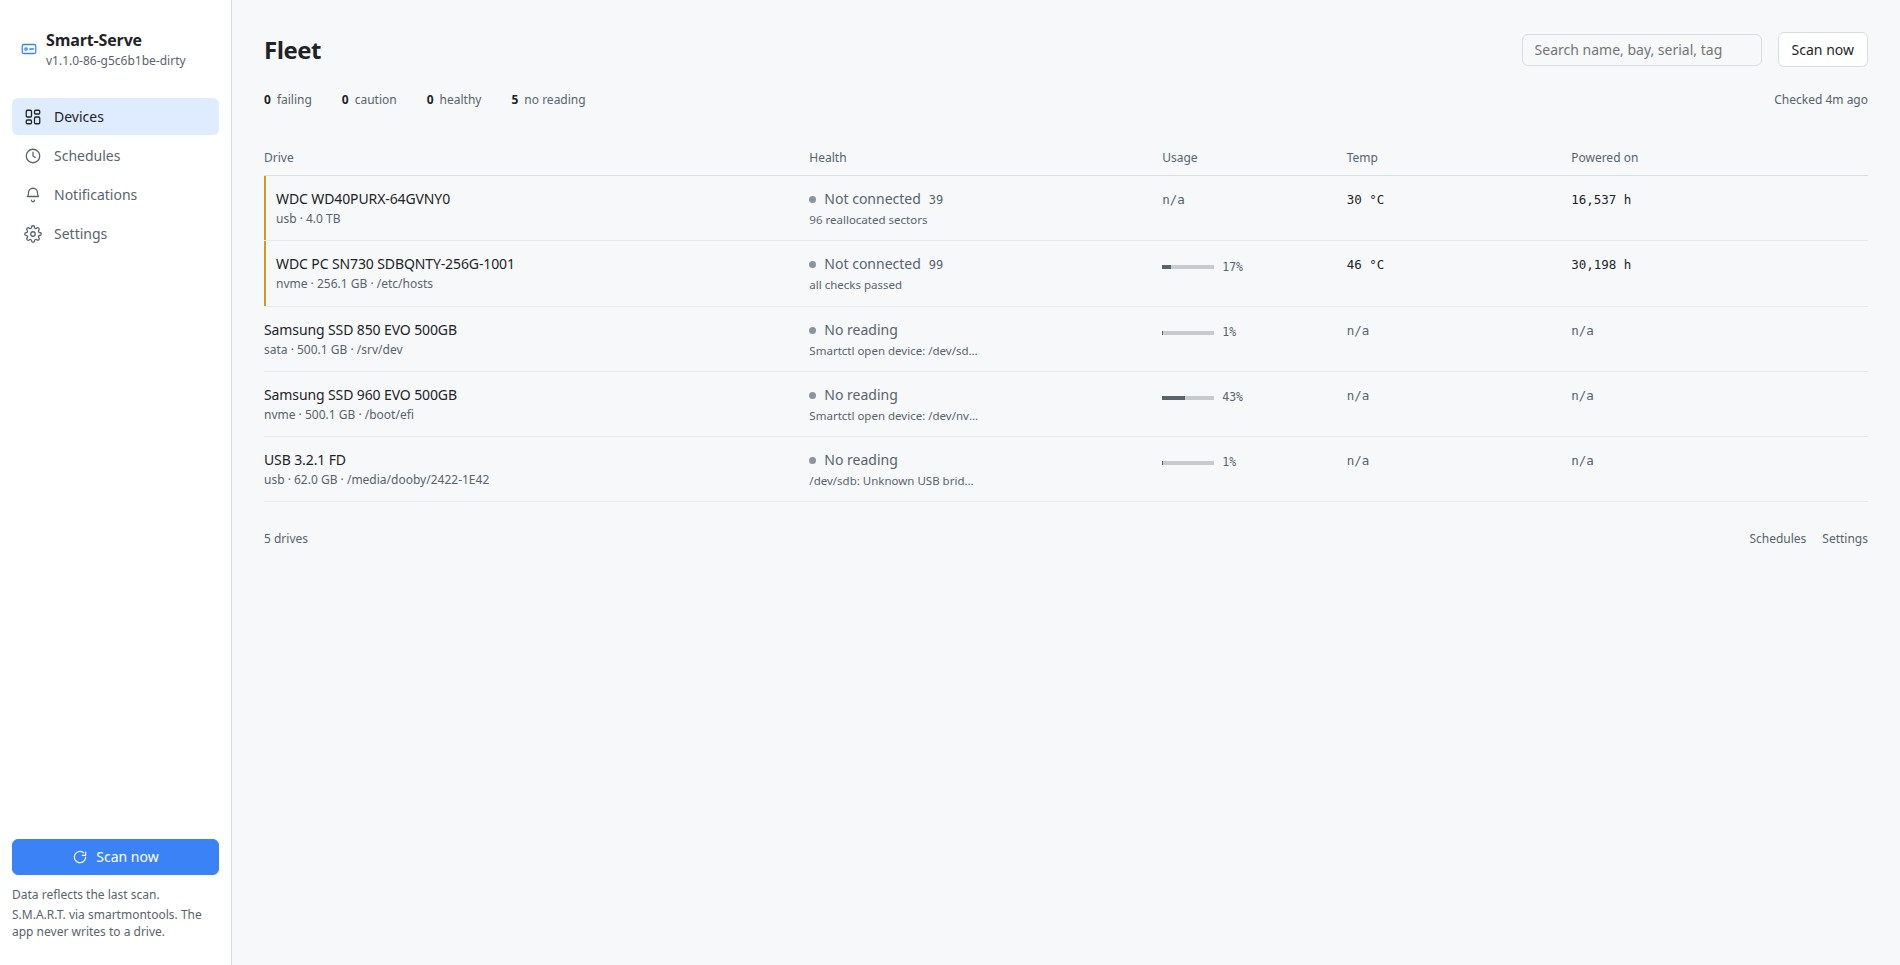 Smart-Serve
v1.1.0-86-g5c6b1be-dirty
Devices
Schedules
Notifications
Settings
Scan now
Data reflects the last scan.
S.M.A.R.T. via smartmontools. The
app never writes to a drive.
Fleet
Search name, bay, serial, tag
Scan now
0 failing 0 caution 0 healthy 5 no reading
Checked 4m ago
Drive Health Usage Temp Powered on
WDC WD40PURX-64GVNY0 Not connected 39 n/a 30 °C 16,537 h
usb · 4.0 TB 96 reallocated sectors
WDC PC SN730 SDBQNTY-256G-1001 Not connected 99 17% 46 °C 30,198 h
nvme · 256.1 GB · /etc/hosts all checks passed
Samsung SSD 850 EVO 500GB No reading 1% n/a n/a
sata · 500.1 GB · /srv/dev Smartctl open device: /dev/sd...
Samsung SSD 960 EVO 500GB No reading 43% n/a n/a
nvme · 500.1 GB · /boot/efi Smartctl open device: /dev/nv...
USB 3.2.1 FD No reading 1% n/a n/a
usb · 62.0 GB · /media/dooby/2422-1E42 /dev/sdb: Unknown USB brid...
5 drives
Schedules Settings